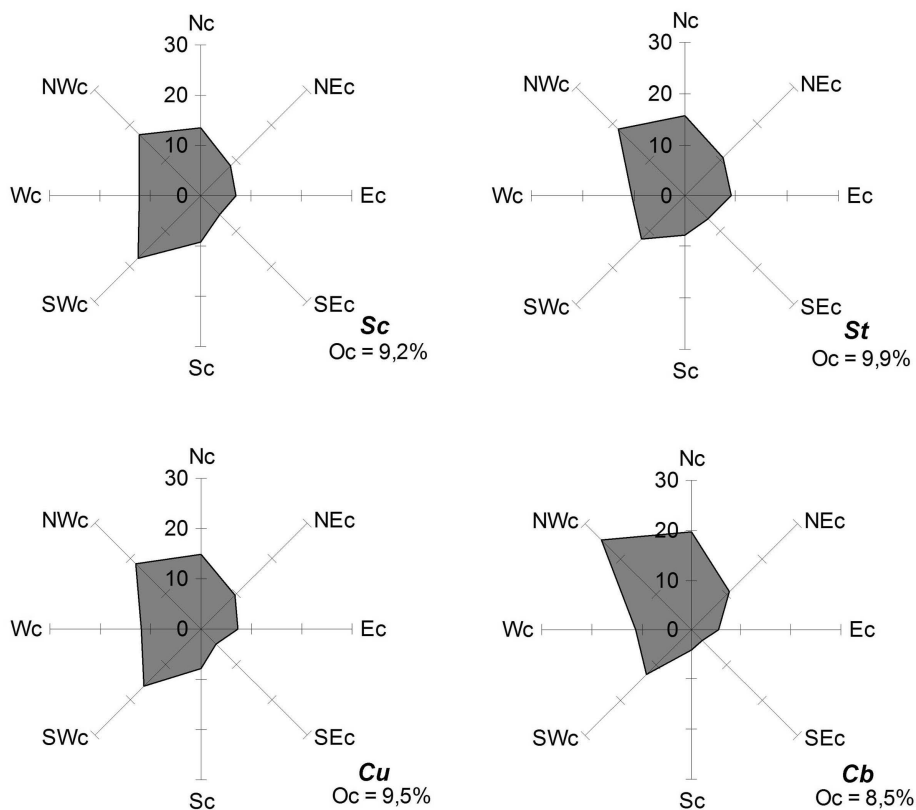 Nc
30
NWc
NEc
20
10
Wc
0
Ec
SWc
SEc
Sc
Oc = 9,2%
Sc
Nc
30
NWc
NEc
20
10
Wc
0
Ec
SWc
SEc
St
Oc = 9,9%
Sc
Nc
30
NWc
NEc
20
10
Wc
0
Ec
SWc
SEc
Cu
Oc = 9,5%
Sc
Nc
30
NWc
NEc
20
10
Wc
0
Ec
SWc
SEc
Cb
Oc = 8,5%
Sc